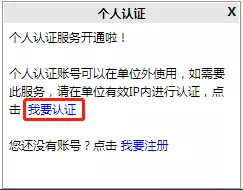 个人认证 X
个人认证服务开通啦！
个人认证账号可以在单位外使用，如需要
此服务，请在单位有效IP内进行认证，点
击 我要认证
您还没有账号？点击 我要注册